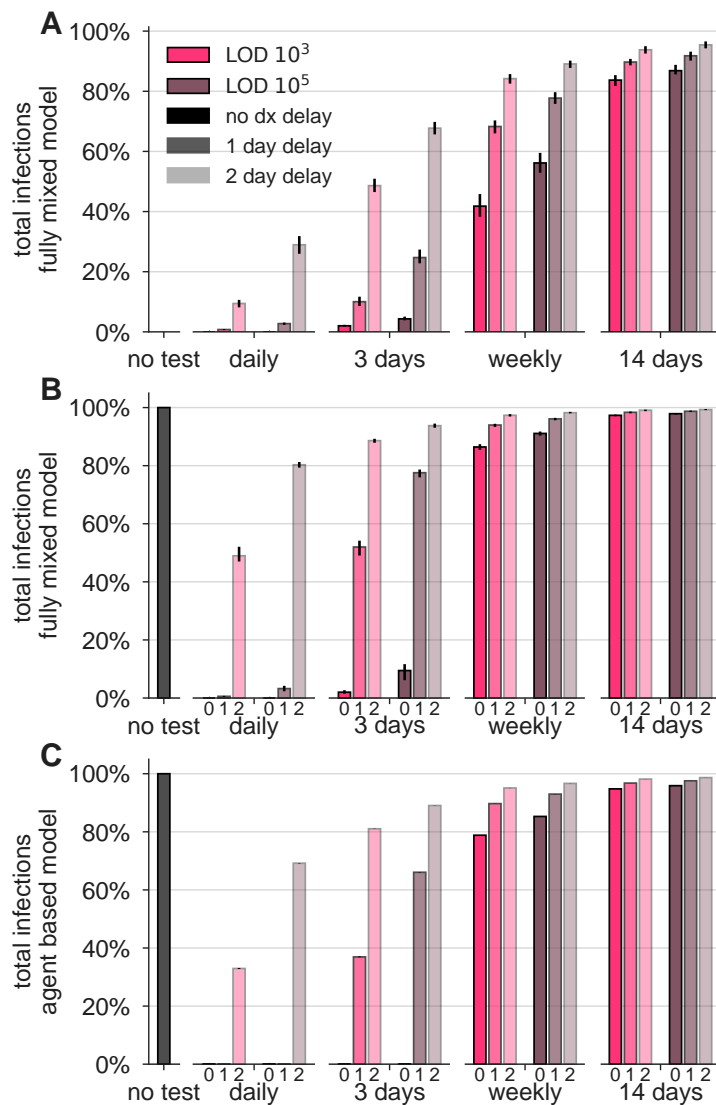 A
total infections
fully mixed model
100%
80%
60%
40%
20%
0%
LOD 10³
LOD 10⁵
no dx delay
1 day delay
2 day delay
no test
daily
3 days
weekly
14 days
B
total infections
fully mixed model
100%
80%
60%
40%
20%
0%
0 1 2 0 1 2 0 1 2 0 1 2 0 1 2 0 1 2 0 1 2 0 1 2
no test
daily
3 days
weekly
14 days
C
total infections
agent based model
100%
80%
60%
40%
20%
0%
0 1 2 0 1 2 0 1 2 0 1 2 0 1 2 0 1 2 0 1 2 0 1 2
no test
daily
3 days
weekly
14 days